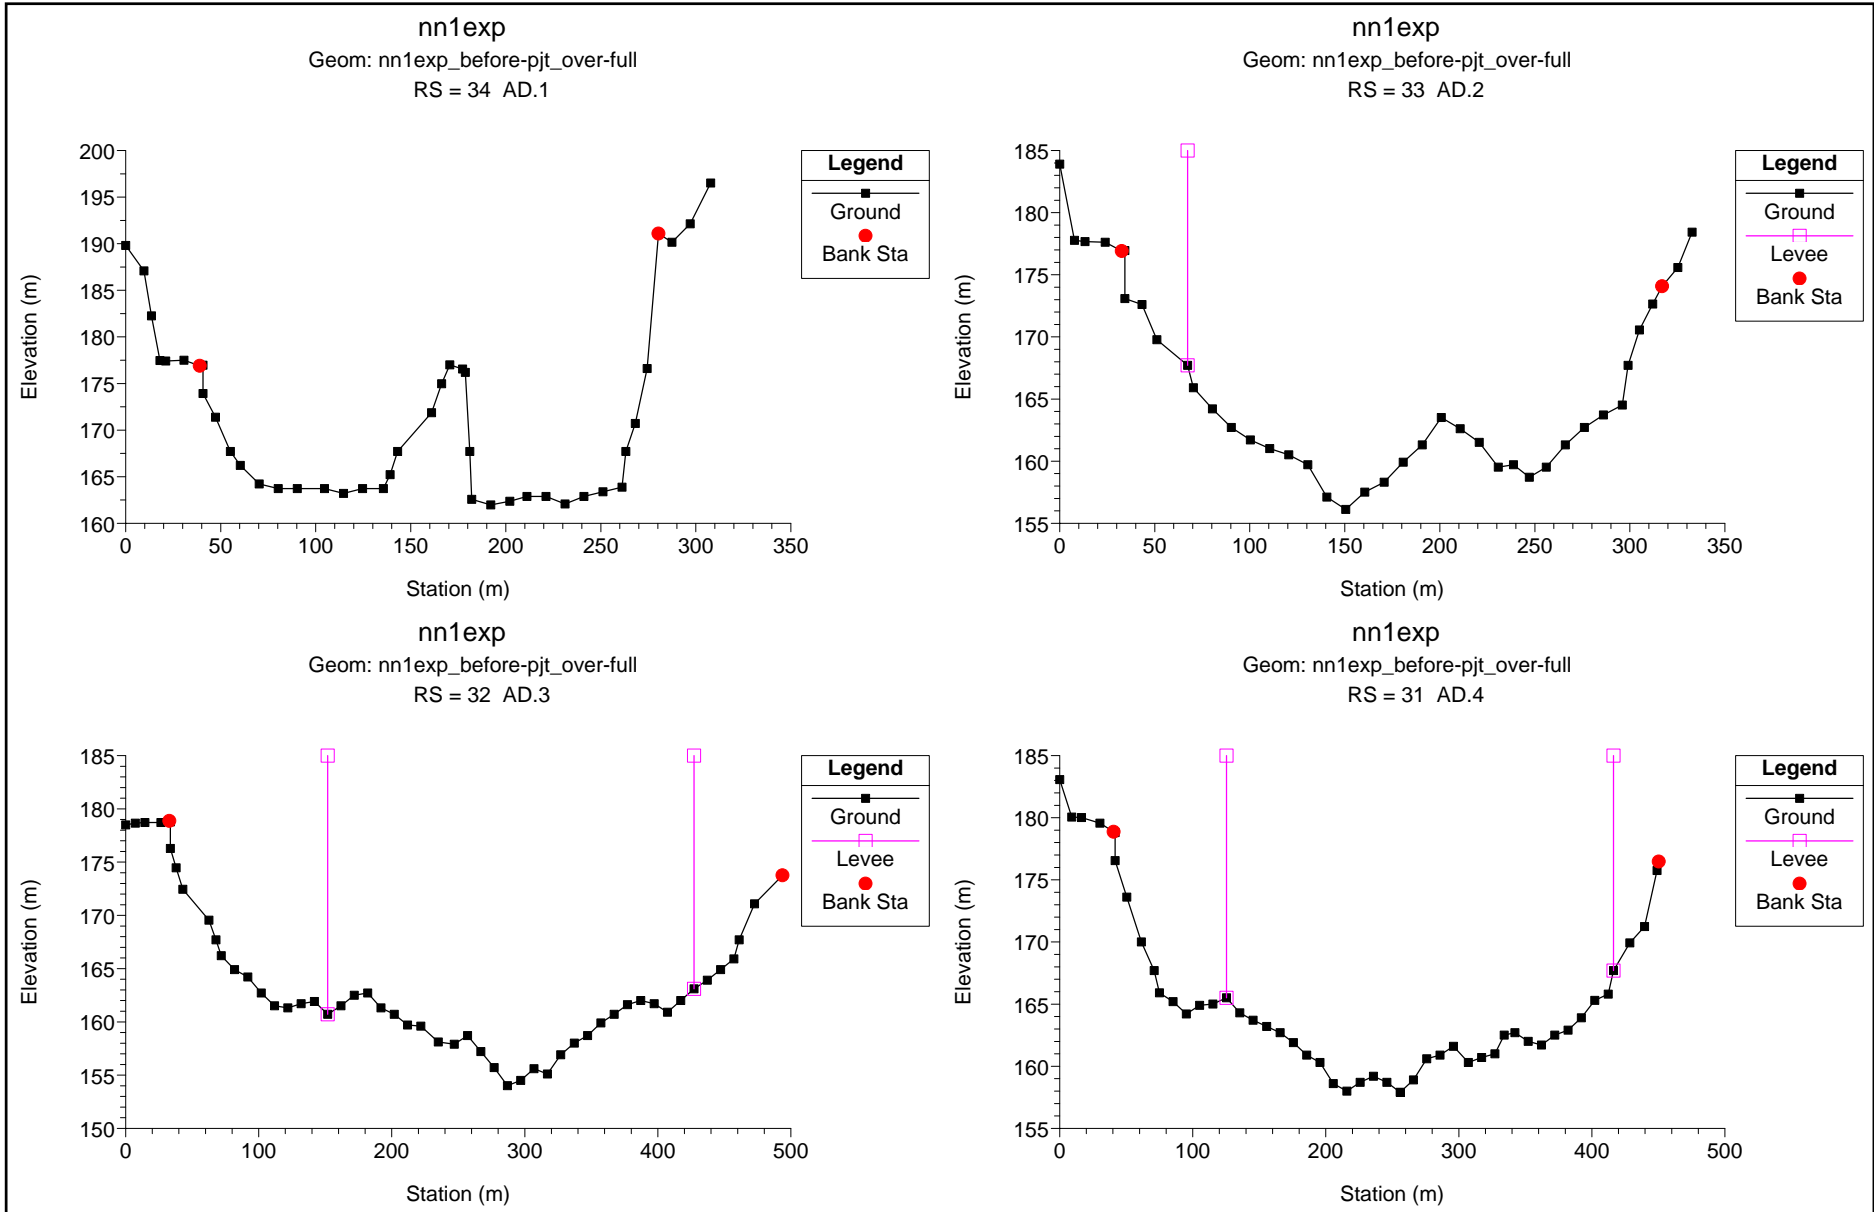 nn1exp
Geom: nn1exp_before-pjt_over-full
RS = 34 AD.1
Elevation (m)
200
195
190
185
180
175
170
165
160
0 50 100 150 200 250 300 350
Station (m)
Legend
Ground
Bank Sta
nn1exp
Geom: nn1exp_before-pjt_over-full
RS = 33 AD.2
Elevation (m)
185
180
175
170
165
160
155
0 50 100 150 200 250 300 350
Station (m)
Legend
Ground
Levee
Bank Sta
nn1exp
Geom: nn1exp_before-pjt_over-full
RS = 32 AD.3
Elevation (m)
185
180
175
170
165
160
155
150
0 100 200 300 400 500
Station (m)
Legend
Ground
Levee
Bank Sta
nn1exp
Geom: nn1exp_before-pjt_over-full
RS = 31 AD.4
Elevation (m)
185
180
175
170
165
160
155
0 100 200 300 400 500
Station (m)
Legend
Ground
Levee
Bank Sta